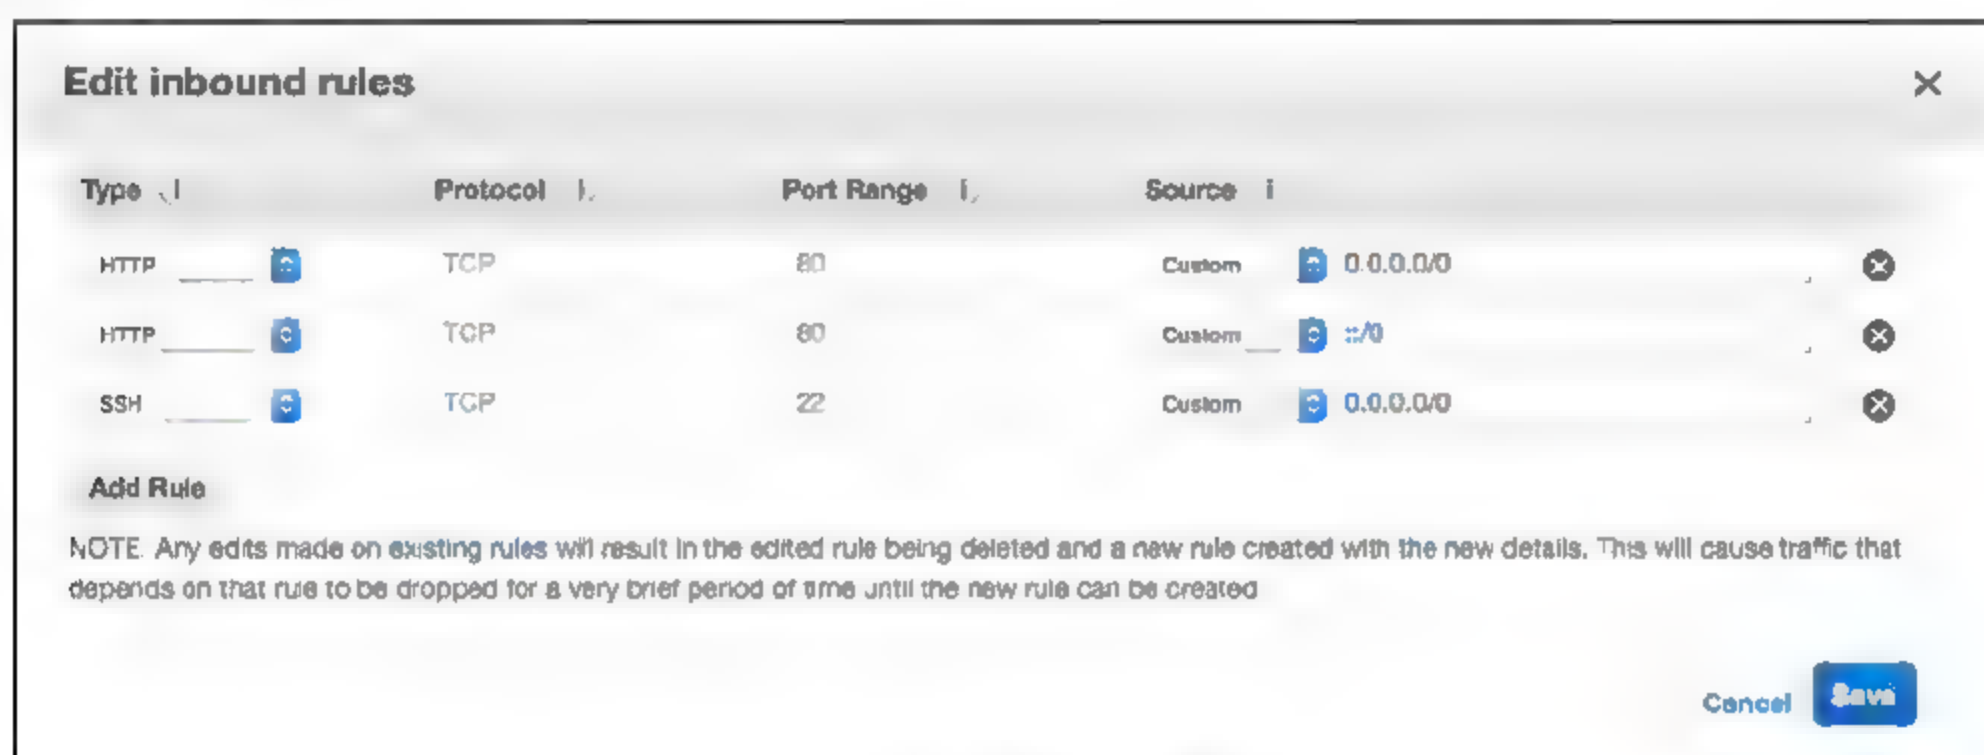 Edit inbound rules
Type i Protocol i Port Range i Source i
HTTP TCP 80 Custom 0.0.0.0/0
HTTP TCP 80 Custom ::/0
SSH TCP 22 Custom 0.0.0.0/0
Add Rule
NOTE: Any edits made on existing rules will result in the edited rule being deleted and a new rule created with the new details. This will cause traffic that
depends on that rule to be dropped for a very brief period of time until the new rule can be created
Cancel Save